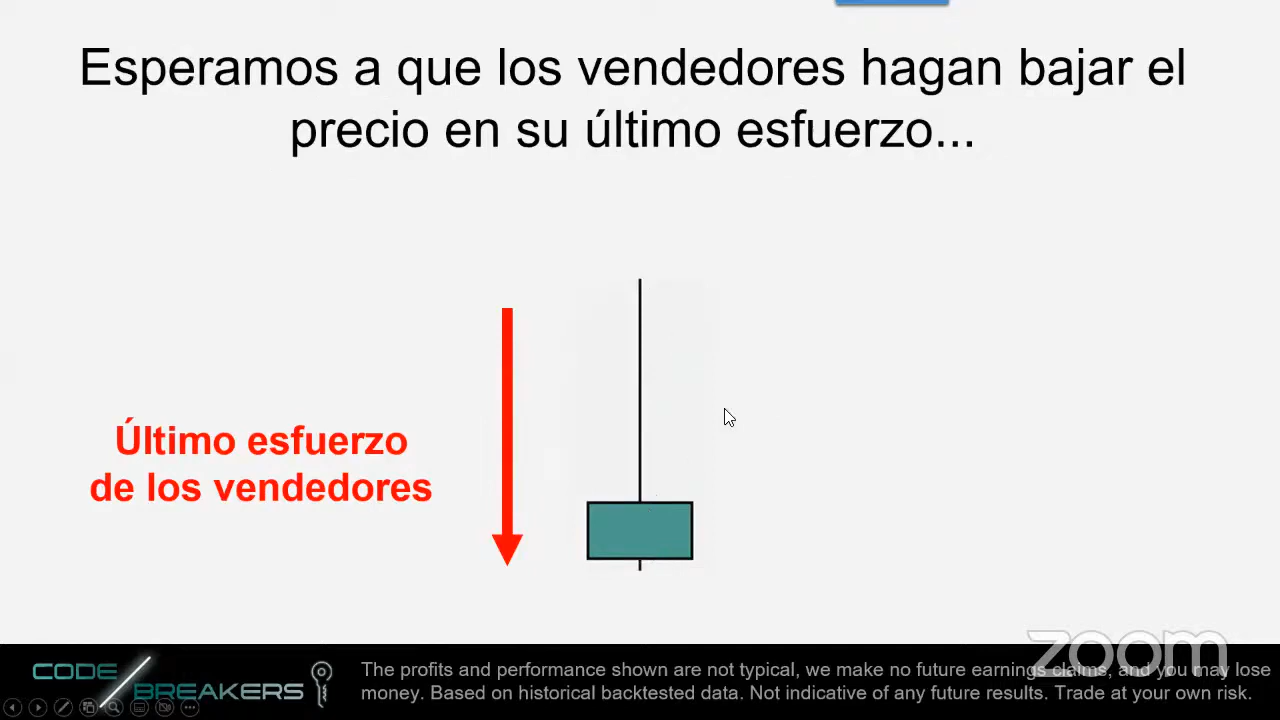 Esperamos a que los vendedores hagan bajar el
precio en su último esfuerzo...
Último esfuerzo
de los vendedores
zoom
CODE
BREAKERS
The profits and performance shown are not typical, we make no future earnings claims, and you may lose
money. Based on historical backtested data. Not indicative of any future results. Trade at your own risk.